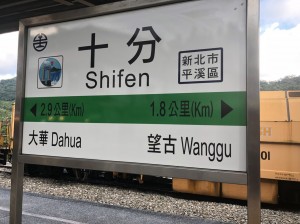 十分
Shifen
新北市
平溪區
2.9公里(Km) 1.8公里(Km)
大華 Dahua 望古 Wanggu
01